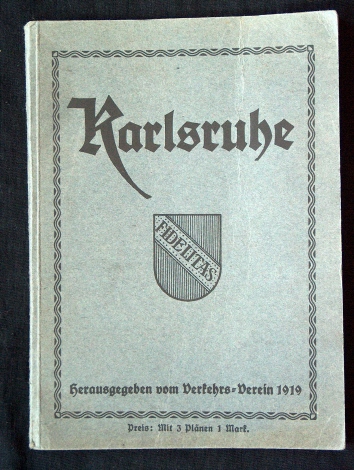 Karlsruhe
FIDELITAS
Herausgegeben vom Verkehrs-Verein 1919
Preis: Mit 3 Plänen 1 Mark.